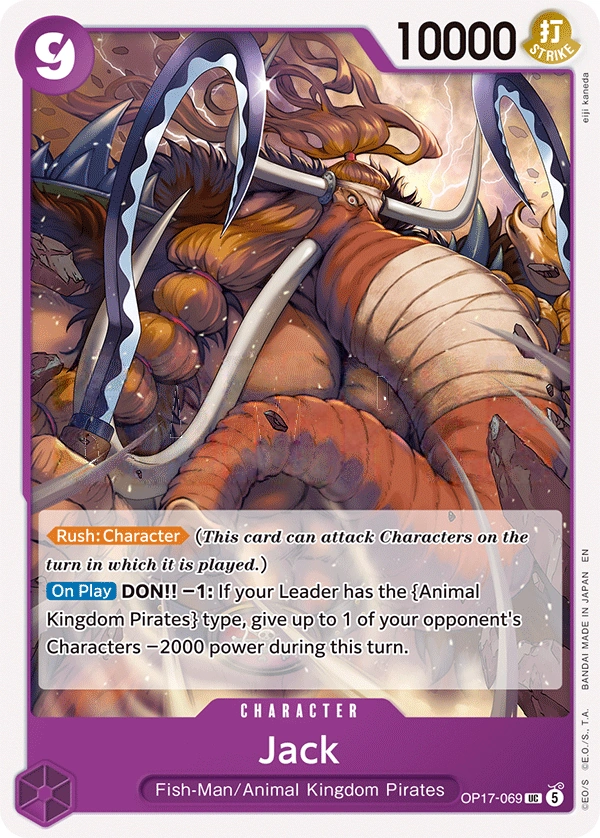 9
10000
打
STRIKE
eiji kaneda
Rush: Character (This card can attack Characters on the
turn in which it is played.)
On Play DON!! −1: If your Leader has the {Animal
Kingdom Pirates} type, give up to 1 of your opponent's
Characters −2000 power during this turn.
CHARACTER
Jack
Fish-Man/Animal Kingdom Pirates
OP17-069 UC 5
©E.O/S ©E.O./S., T.A. BANDAI MADE IN JAPAN EN